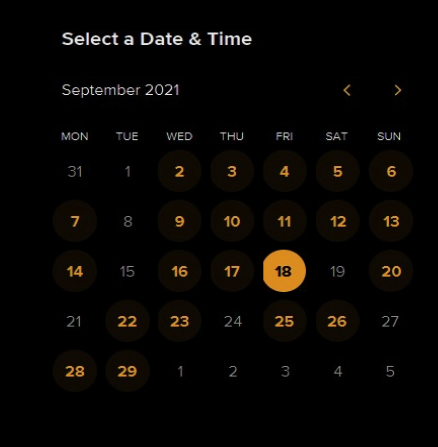 Select a Date & Time
September 2021 < >
MON TUE WED THU FRI SAT SUN
31 1 2 3 4 5 6
7 8 9 10 11 12 13
14 15 16 17 18 19 20
21 22 23 24 25 26 27
28 29 1 2 3 4 5